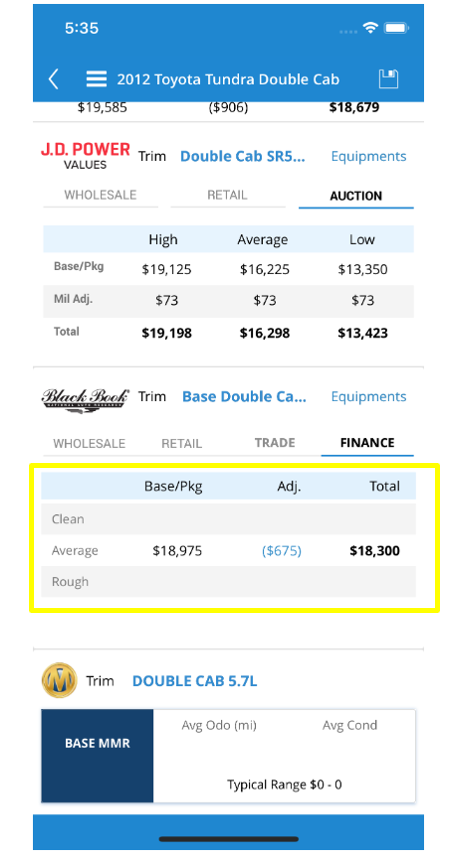 5:35
2012 Toyota Tundra Double Cab
$19,585 ($906) $18,679
J.D. POWER
VALUES
Trim Double Cab SR5... Equipments
WHOLESALE RETAIL AUCTION
High Average Low
Base/Pkg $19,125 $16,225 $13,350
Mil Adj. $73 $73 $73
Total $19,198 $16,298 $13,423
Black Book Trim Base Double Ca... Equipments
WHOLESALE RETAIL TRADE FINANCE
Base/Pkg Adj. Total
Clean
Average $18,975 ($675) $18,300
Rough
M Trim DOUBLE CAB 5.7L
Avg Odo (mi) Avg Cond
BASE MMR
Typical Range $0 - 0